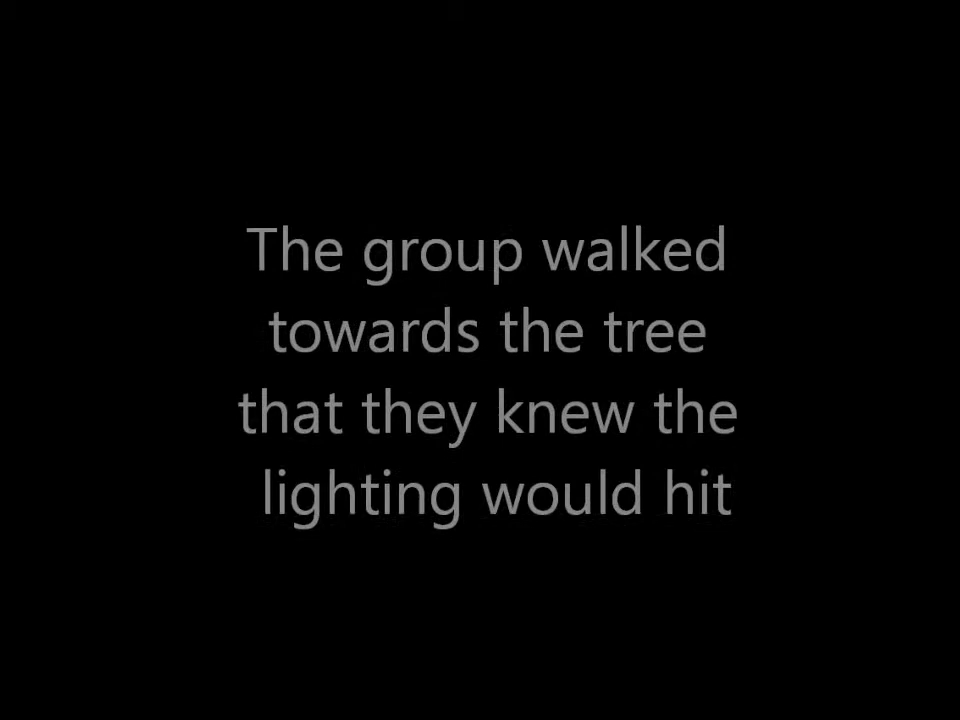 The group walked
towards the tree
that they knew the
lighting would hit